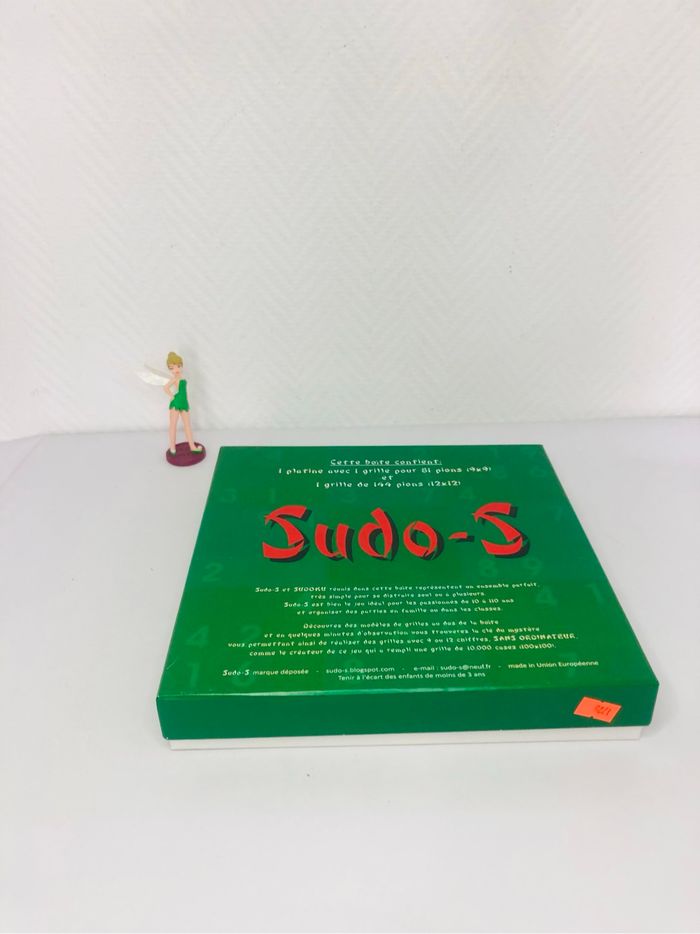 Cette boîte contient:
1 platine avec 1 grille pour 81 pions (9x9)
et
1 grille de 144 pions (12x12)
Sudo-S
Sudo-S et SUDOKU réunis dans cette boîte représentent un ensemble parfait,
très simple pour se distraire seul ou à plusieurs.
Sudo-S est bien le jeu idéal pour les passionnés de 10 à 110 ans
et organiser des parties en famille ou dans les classes.
Découvrez des modèles de grilles au dos de la boîte
et en quelques minutes d'observation vous trouverez la clé du mystère
vous permettant ainsi de réaliser des grilles avec 9 ou 12 chiffres, SANS ORDINATEUR,
comme le créateur de ce jeu qui a rempli une grille de 10.000 cases (100x100).
Sudo-S marque déposée - sudo-s.blogspot.com - e-mail : sudo-s@neuf.fr - made in Union Européenne
Tenir à l'écart des enfants de moins de 3 ans